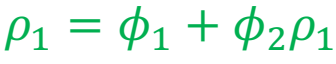 ρ₁ = ϕ₁ + ϕ₂ρ₁